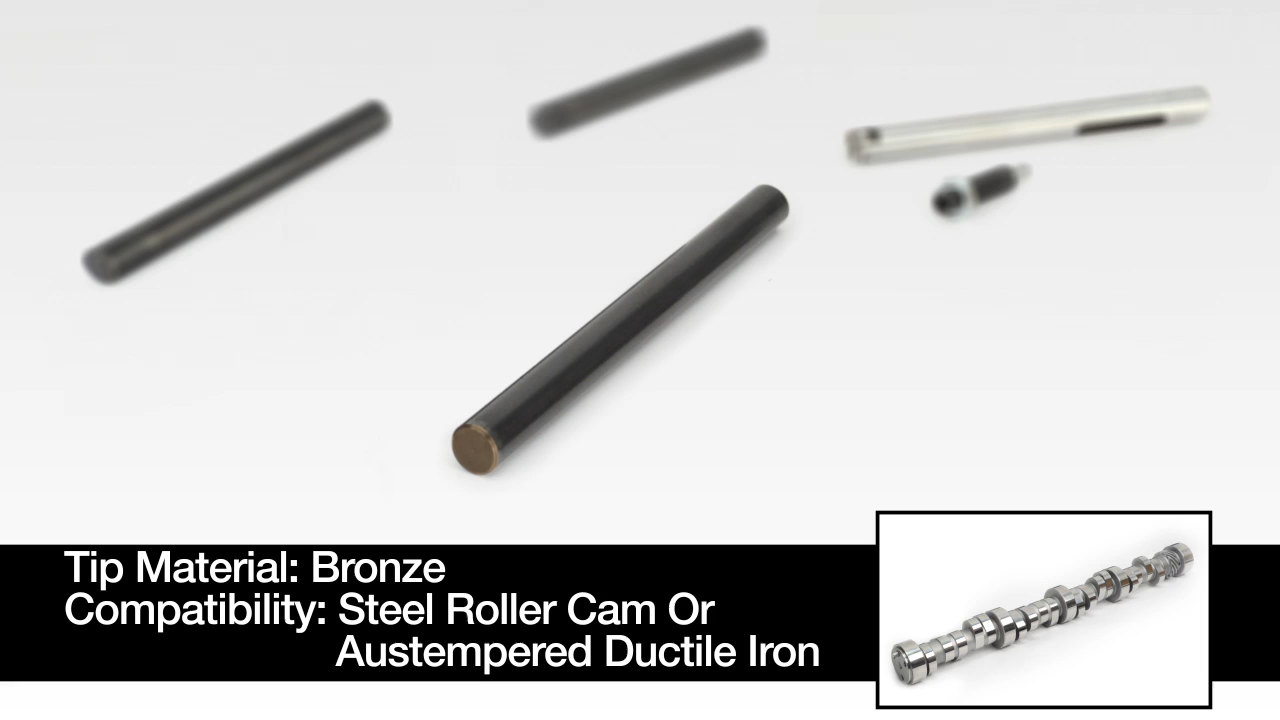 Tip Material: Bronze
Compatibility: Steel Roller Cam Or
Austempered Ductile Iron